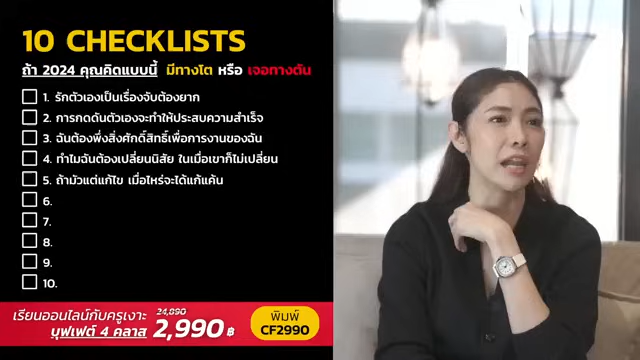 10 CHECKLISTS
ถ้า 2024 คุณคิดแบบนี้ มีทางโต หรือ เจอทางตัน
1. รักตัวเองเป็นเรื่องจับต้องยาก
2. การกดดันตัวเองจะทำให้ประสบความสำเร็จ
3. ฉันต้องพึ่งสิ่งศักดิ์สิทธิ์เพื่อการงานของฉัน
4. ทำไมฉันต้องเปลี่ยนนิสัย ในเมื่อเขาก็ไม่เปลี่ยน
5. ถ้ามัวแต่แก้ไข เมื่อไหร่จะได้แก้แค้น
6.
7.
8.
9.
10.
เรียนออนไลน์กับครูเงาะ
บุฟเฟต์ 4 คลาส
24,890
2,990 ฿
พิมพ์
CF2990